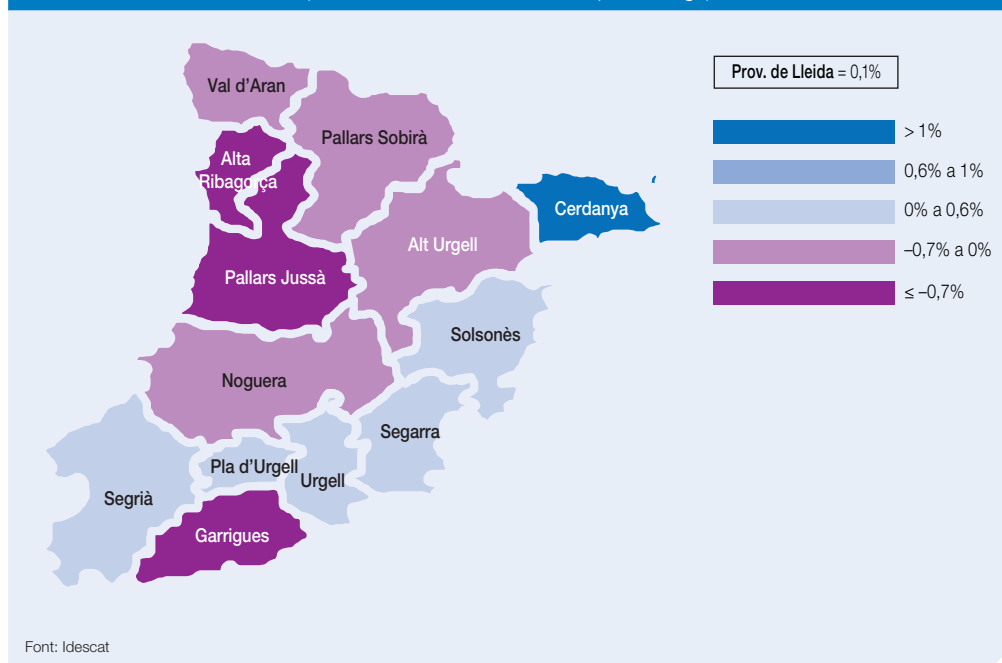 Prov. de Lleida = 0,1%
> 1%
0,6% a 1%
0% a 0,6%
–0,7% a 0%
≤ –0,7%
Val d’Aran
Pallars Sobirà
Alta
Ribagorça
Cerdanya
Alt Urgell
Pallars Jussà
Solsonès
Noguera
Segarra
Pla d’Urgell
Urgell
Segrià
Garrigues
Font: Idescat